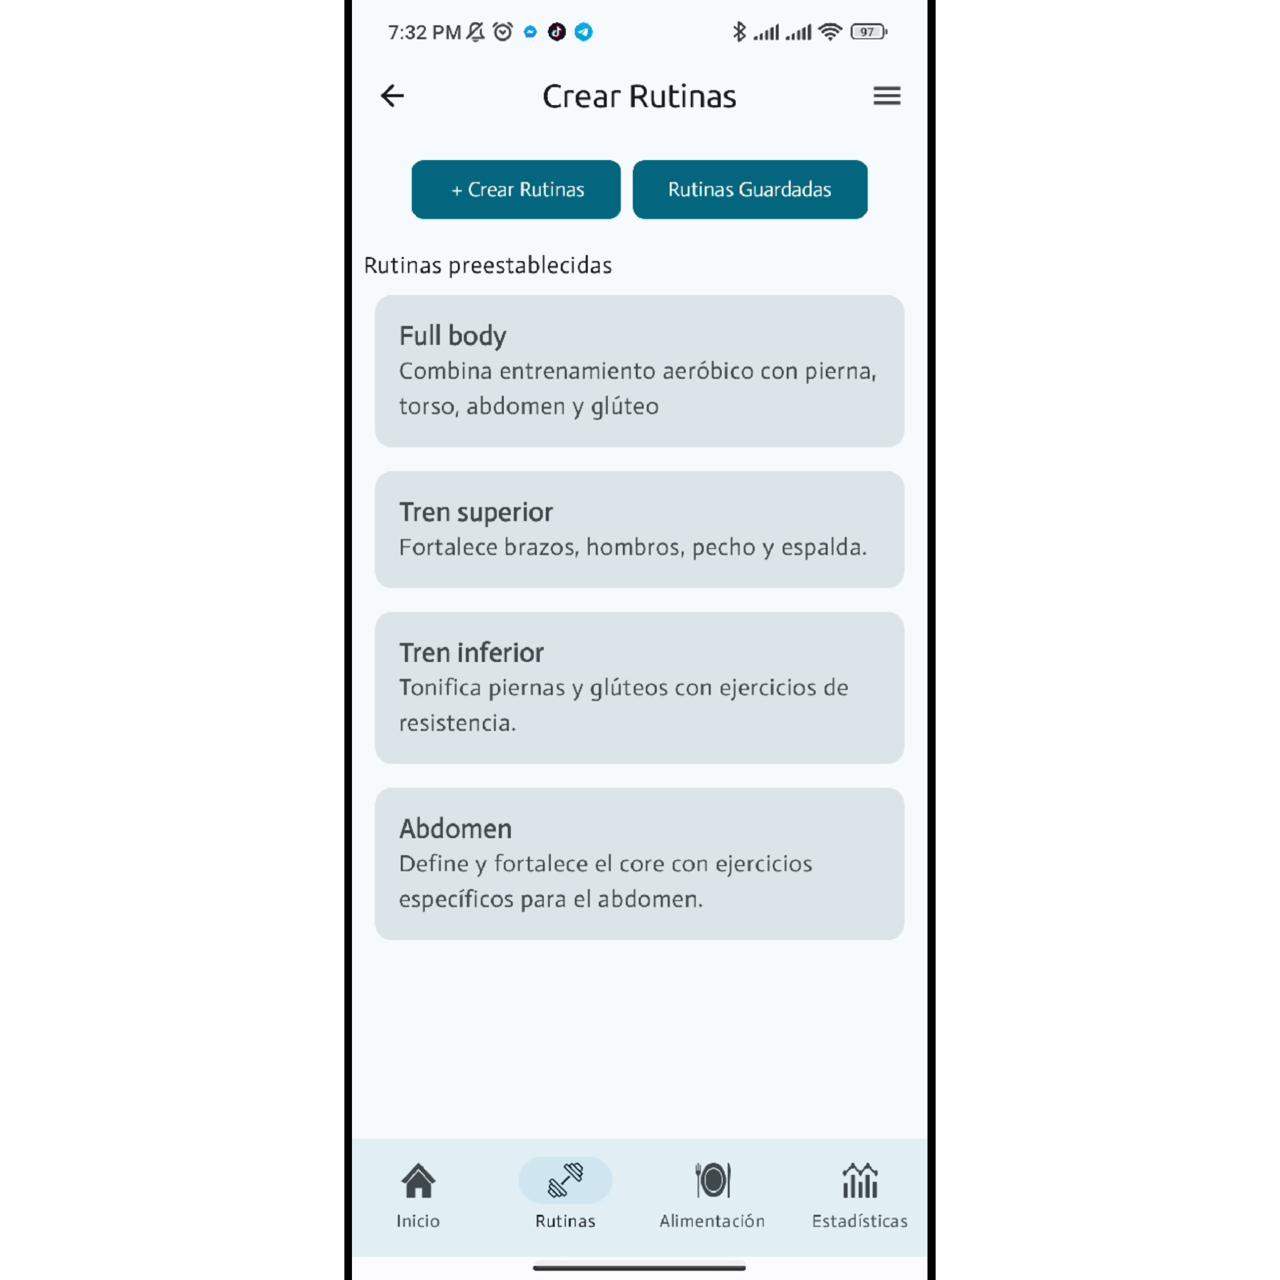 7:32 PM
97
Crear Rutinas
+ Crear Rutinas
Rutinas Guardadas
Rutinas preestablecidas
Full body
Combina entrenamiento aeróbico con pierna,
torso, abdomen y glúteo
Tren superior
Fortalece brazos, hombros, pecho y espalda.
Tren inferior
Tonifica piernas y glúteos con ejercicios de
resistencia.
Abdomen
Define y fortalece el core con ejercicios
específicos para el abdomen.
Inicio
Rutinas
Alimentación
Estadísticas